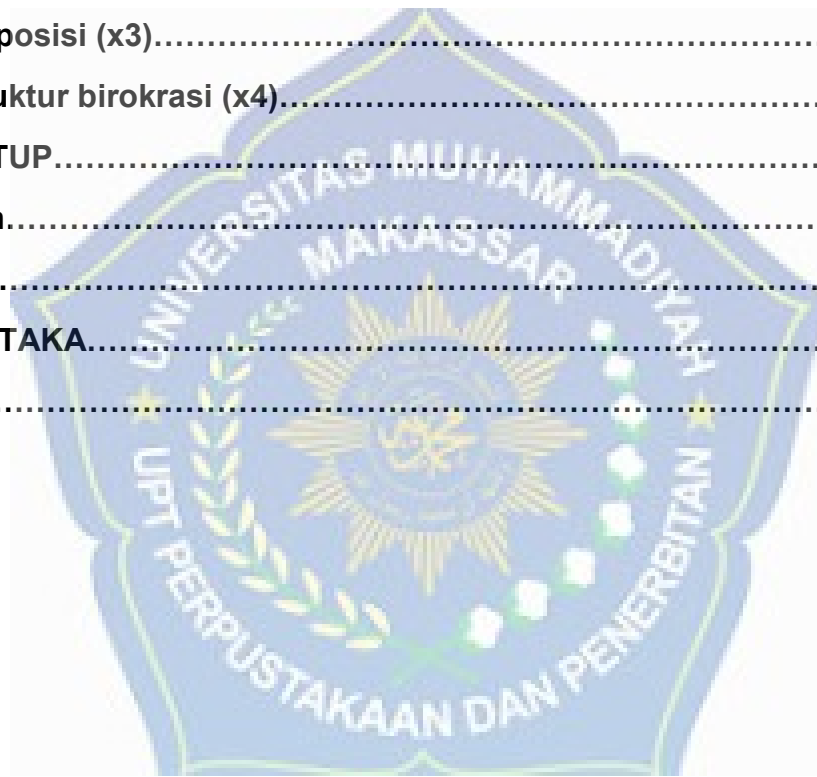 posisi (x3)........................................................................
uktur birokrasi (x4)............................................................
TUP..................................................................................
n.......................................................................................
........................................................................................
TAKA..............................................................................
........................................................................................
UNIVERSITAS MUHAMMADIYAH
MAKASSAR
UPT PERPUSTAKAAN DAN PENERBITAN